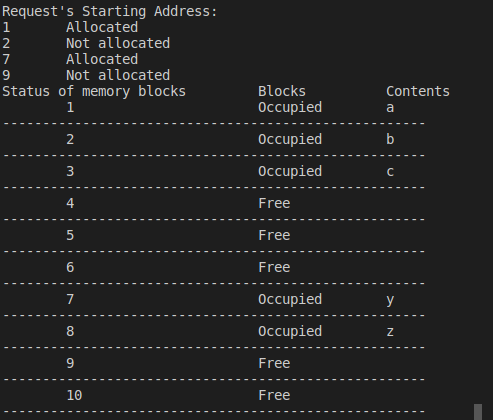 Request's Starting Address:
1 Allocated
2 Not allocated
7 Allocated
9 Not allocated
Status of memory blocks Blocks Contents
1 Occupied a
-----------------------------------------------------
2 Occupied b
-----------------------------------------------------
3 Occupied c
-----------------------------------------------------
4 Free
-----------------------------------------------------
5 Free
-----------------------------------------------------
6 Free
-----------------------------------------------------
7 Occupied y
-----------------------------------------------------
8 Occupied z
-----------------------------------------------------
9 Free
-----------------------------------------------------
10 Free
-----------------------------------------------------